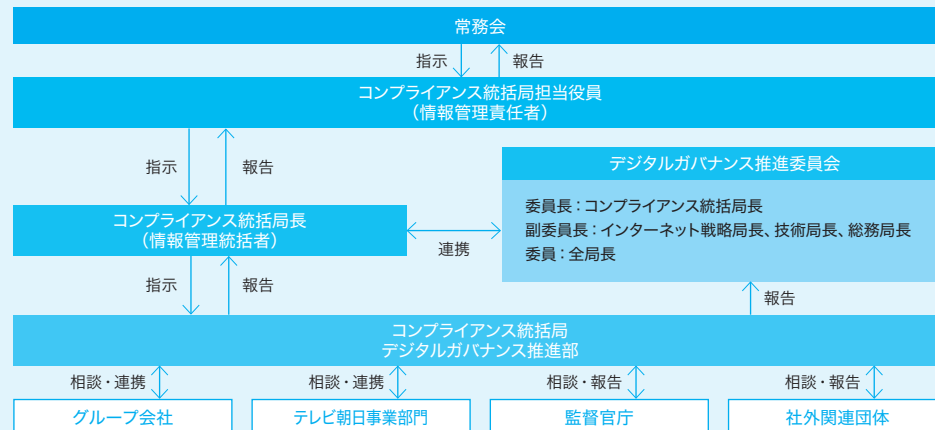 常務会
指示
報告
コンプライアンス統括局担当役員
（情報管理責任者）
指示
報告
デジタルガバナンス推進委員会
委員長：コンプライアンス統括局長
副委員長：インターネット戦略局長、技術局長、総務局長
委員：全局長
コンプライアンス統括局長
（情報管理統括者）
連携
指示
報告
報告
コンプライアンス統括局
デジタルガバナンス推進部
相談・連携
相談・連携
相談・報告
相談・報告
グループ会社
テレビ朝日事業部門
監督官庁
社外関連団体